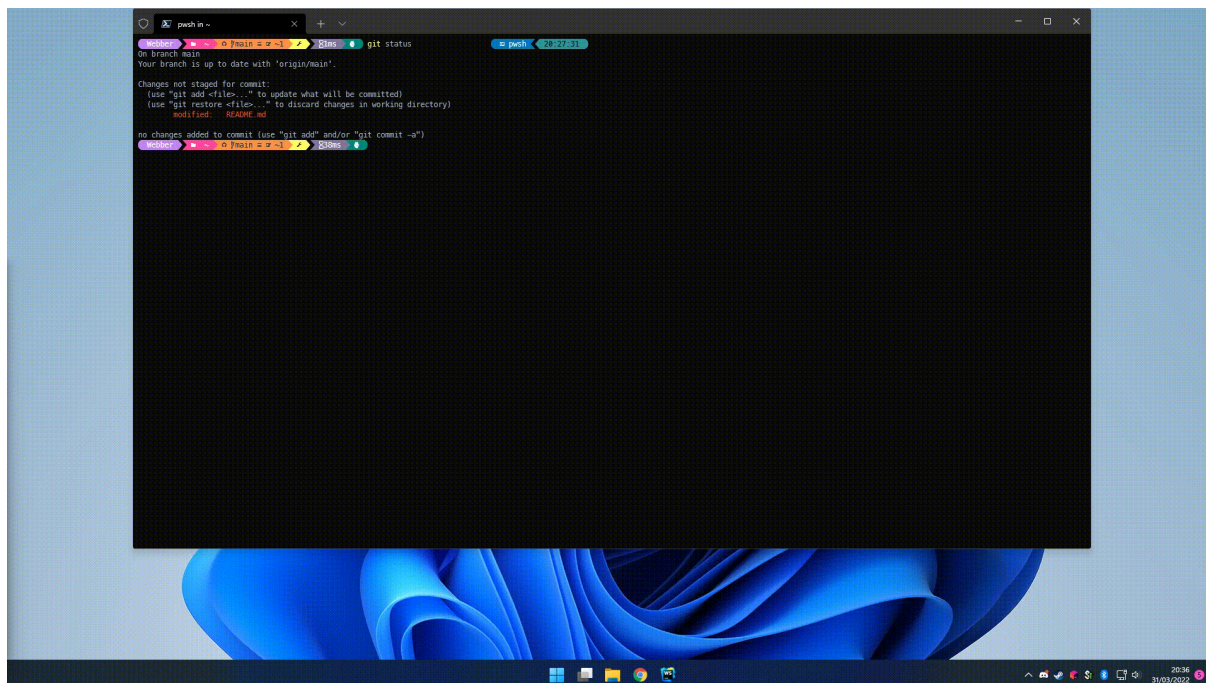 pwsh in ~
Webber ~ main ≡ ~1 1ms git status pwsh 20:27:31
On branch main
Your branch is up to date with 'origin/main'.
Changes not staged for commit:
(use "git add <file>..." to update what will be committed)
(use "git restore <file>..." to discard changes in working directory)
modified: README.md
no changes added to commit (use "git add" and/or "git commit -a")
Webber ~ main ≡ ~1 38ms
WS
20:36
31/03/2022
5